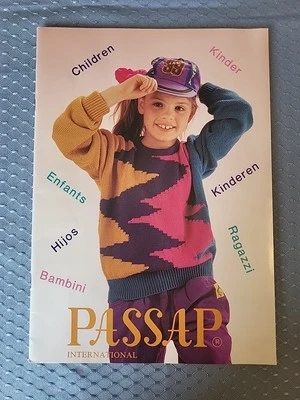 Children
Kinder
Enfants
Kinderen
Hijos
Ragazzi
Bambini
PASSAP®
INTERNATIONAL